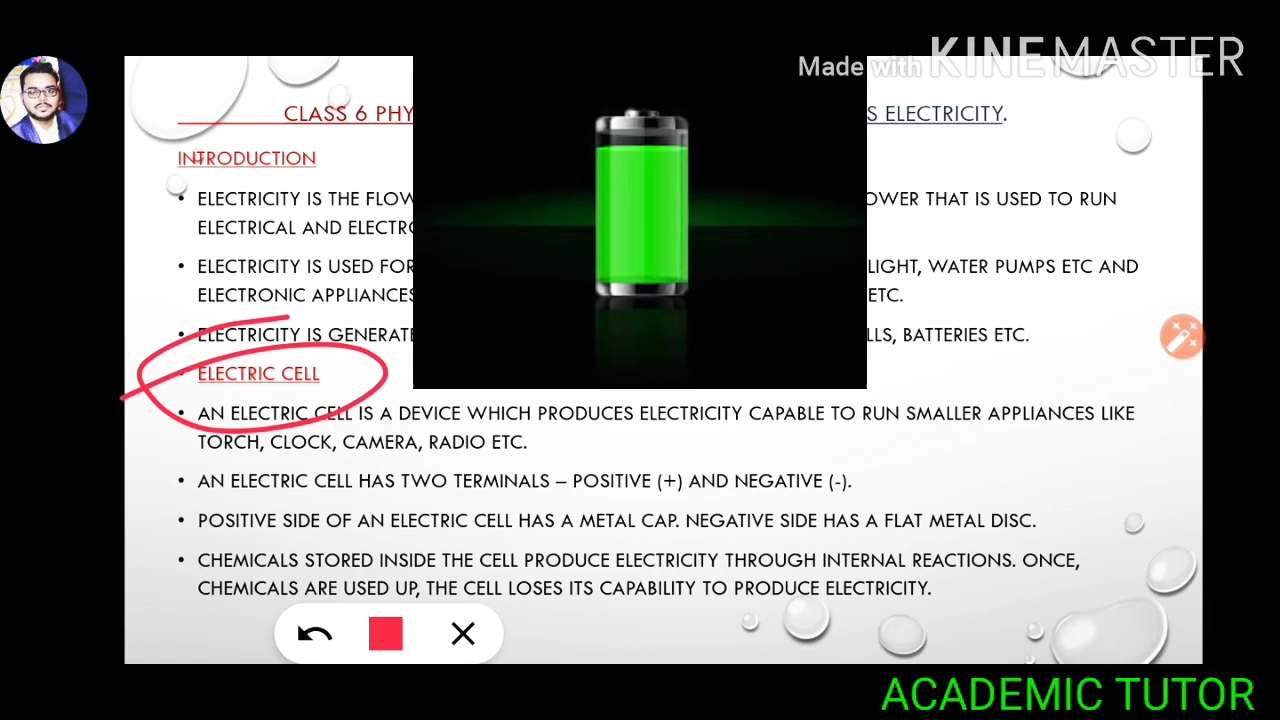 Made with KINEMASTER
CLASS 6 PHY S ELECTRICITY.
INTRODUCTION
• ELECTRICITY IS THE FLOW OWER THAT IS USED TO RUN
ELECTRICAL AND ELECTRO
• ELECTRICITY IS USED FOR LIGHT, WATER PUMPS ETC AND
ELECTRONIC APPLIANCES ETC.
• ELECTRICITY IS GENERATE LLS, BATTERIES ETC.
• ELECTRIC CELL
• AN ELECTRIC CELL IS A DEVICE WHICH PRODUCES ELECTRICITY CAPABLE TO RUN SMALLER APPLIANCES LIKE
TORCH, CLOCK, CAMERA, RADIO ETC.
• AN ELECTRIC CELL HAS TWO TERMINALS – POSITIVE (+) AND NEGATIVE (-).
• POSITIVE SIDE OF AN ELECTRIC CELL HAS A METAL CAP. NEGATIVE SIDE HAS A FLAT METAL DISC.
• CHEMICALS STORED INSIDE THE CELL PRODUCE ELECTRICITY THROUGH INTERNAL REACTIONS. ONCE,
CHEMICALS ARE USED UP, THE CELL LOSES ITS CAPABILITY TO PRODUCE ELECTRICITY.
ACADEMIC TUTOR